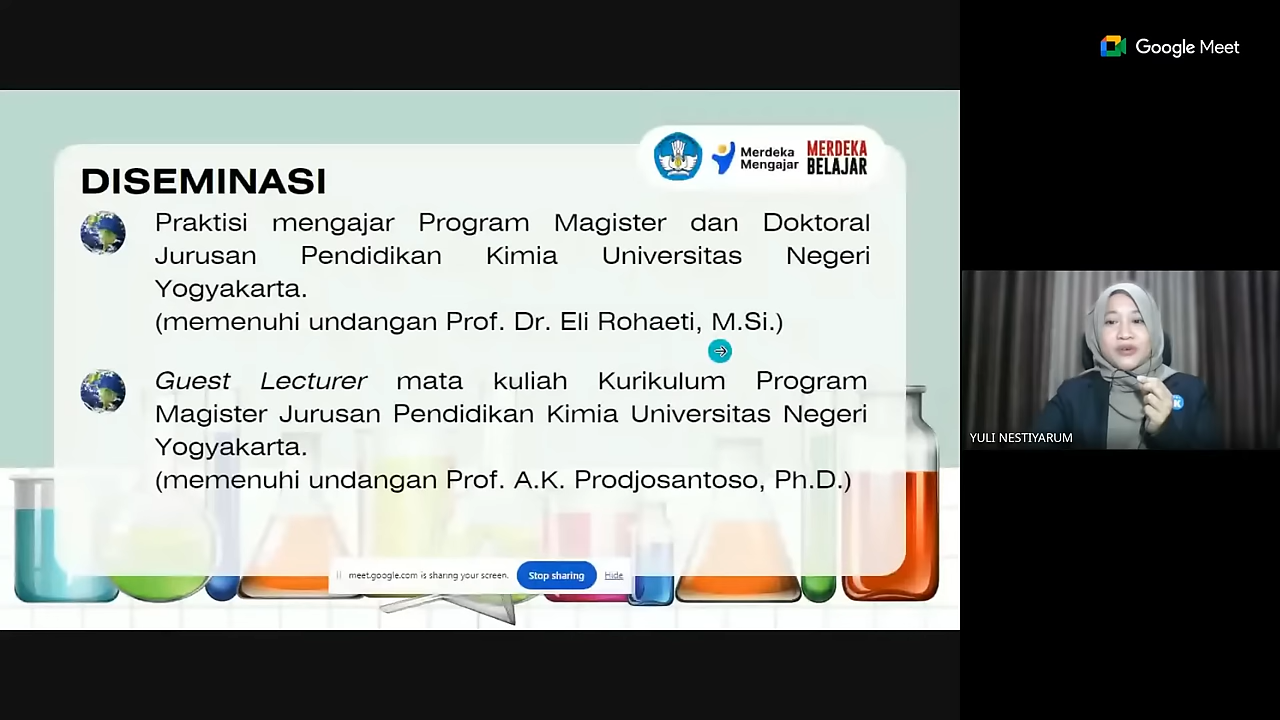 Google Meet
Merdeka
Mengajar
MERDEKA
BELAJAR
DISEMINASI
Praktisi mengajar Program Magister dan Doktoral
Jurusan Pendidikan Kimia Universitas Negeri
Yogyakarta.
(memenuhi undangan Prof. Dr. Eli Rohaeti, M.Si.)
Guest Lecturer mata kuliah Kurikulum Program
Magister Jurusan Pendidikan Kimia Universitas Negeri
Yogyakarta.
(memenuhi undangan Prof. A.K. Prodjosantoso, Ph.D.)
meet.google.com is sharing your screen.
Stop sharing
Hide
YULI NESTIYARUM